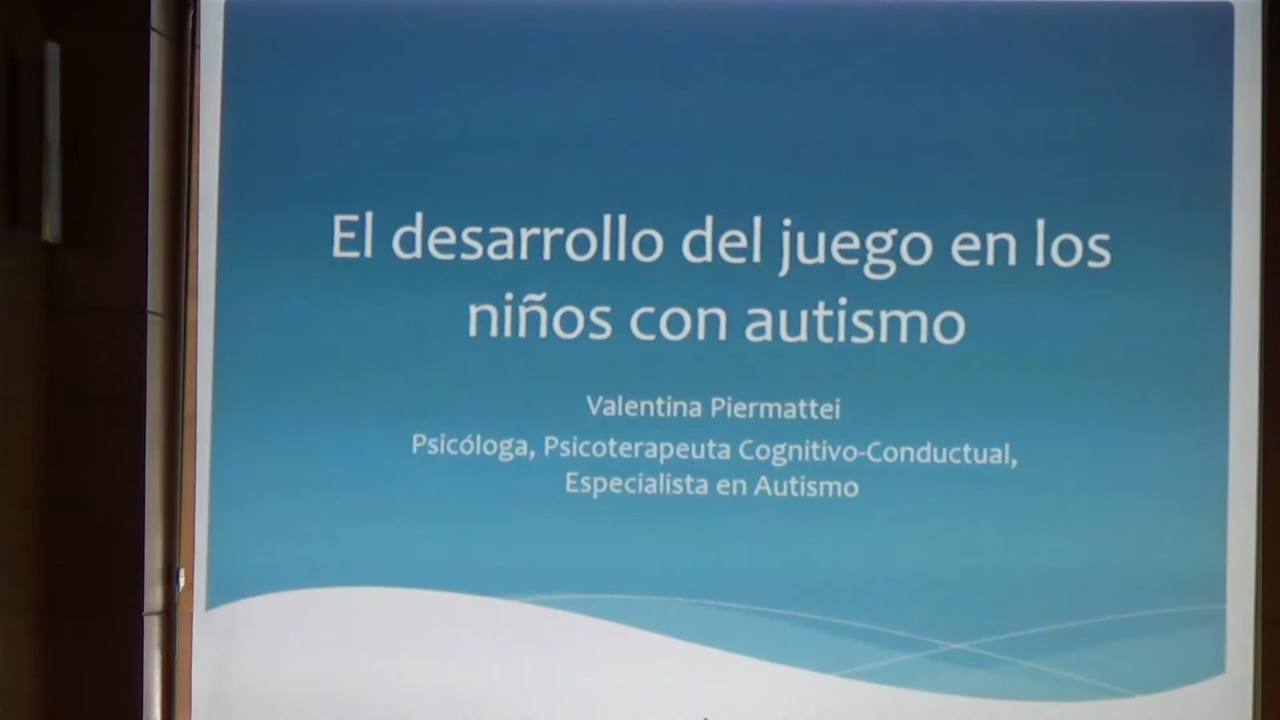 El desarrollo del juego en los
niños con autismo
Valentina Piermattei
Psicóloga, Psicoterapeuta Cognitivo-Conductual,
Especialista en Autismo